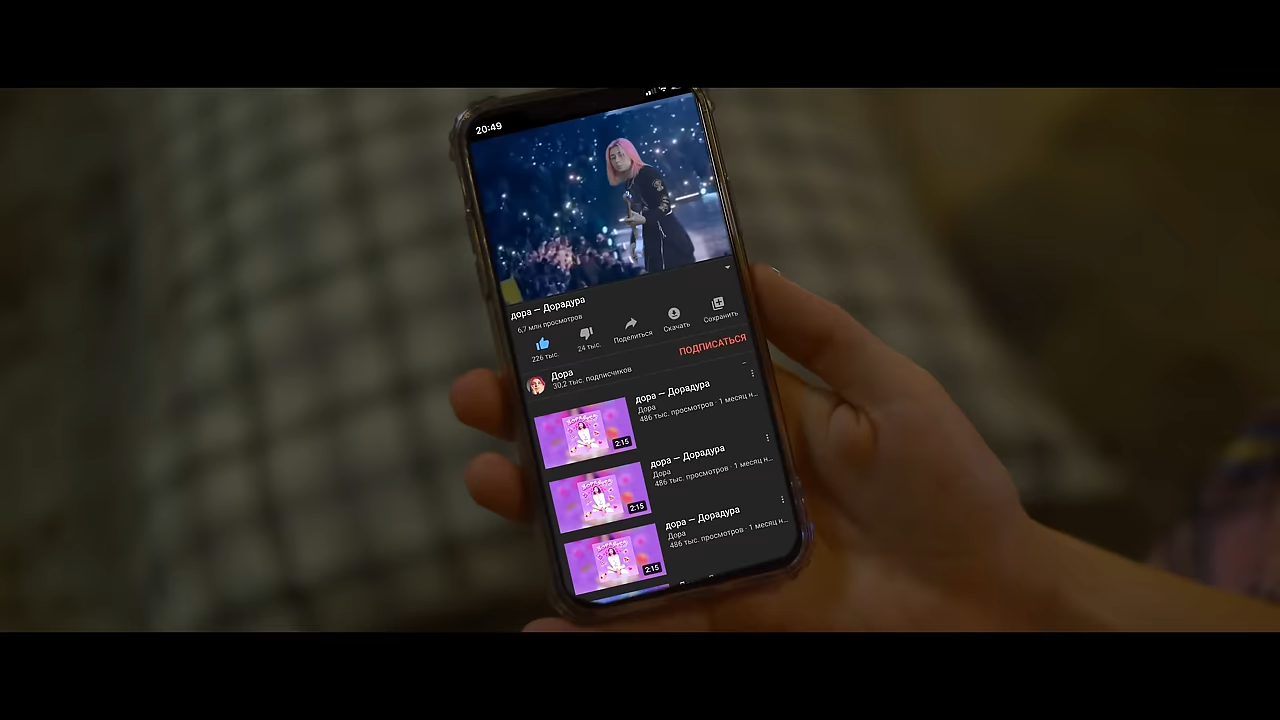 20:49
дора — Дорадура
6,7 млн просмотров
226 тыс.
24 тыс.
Поделиться
Скачать
Сохранить
Дора
30,2 тыс. подписчиков
ПОДПИСАТЬСЯ
дора — Дорадура
Дора
486 тыс. просмотров · 1 месяц н...
2:15
дора — Дорадура
Дора
486 тыс. просмотров · 1 месяц н...
2:15
дора — Дорадура
Дора
486 тыс. просмотров · 1 месяц н...
2:15